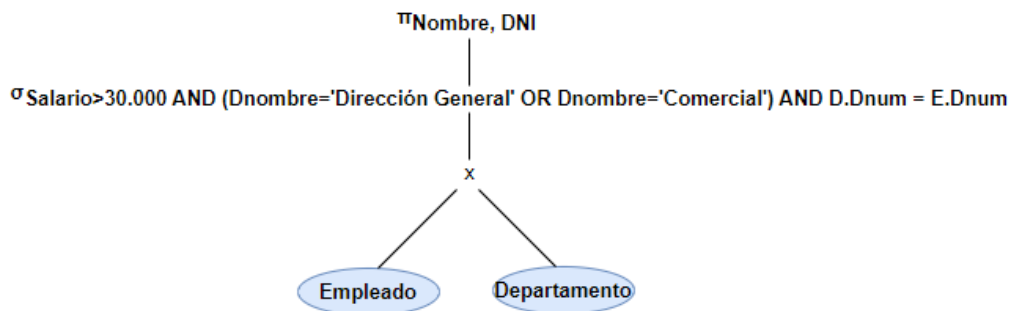 πNombre, DNI
σSalario>30.000 AND (Dnombre='Dirección General' OR Dnombre='Comercial') AND D.Dnum = E.Dnum
x
Empleado
Departamento